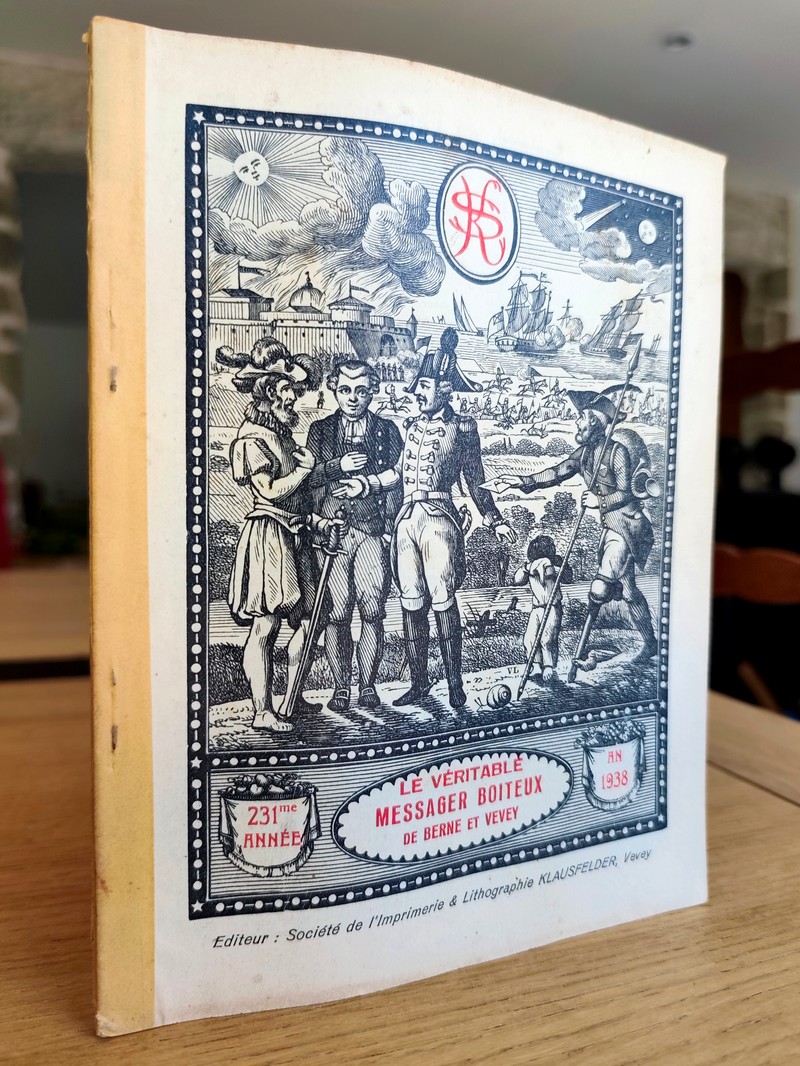 VL
231me
ANNÉE
LE VÉRITABLE
MESSAGER BOITEUX
DE BERNE ET VEVEY
AN
1938
Editeur : Société de l'Imprimerie & Lithographie KLAUSFELDER, Vevey